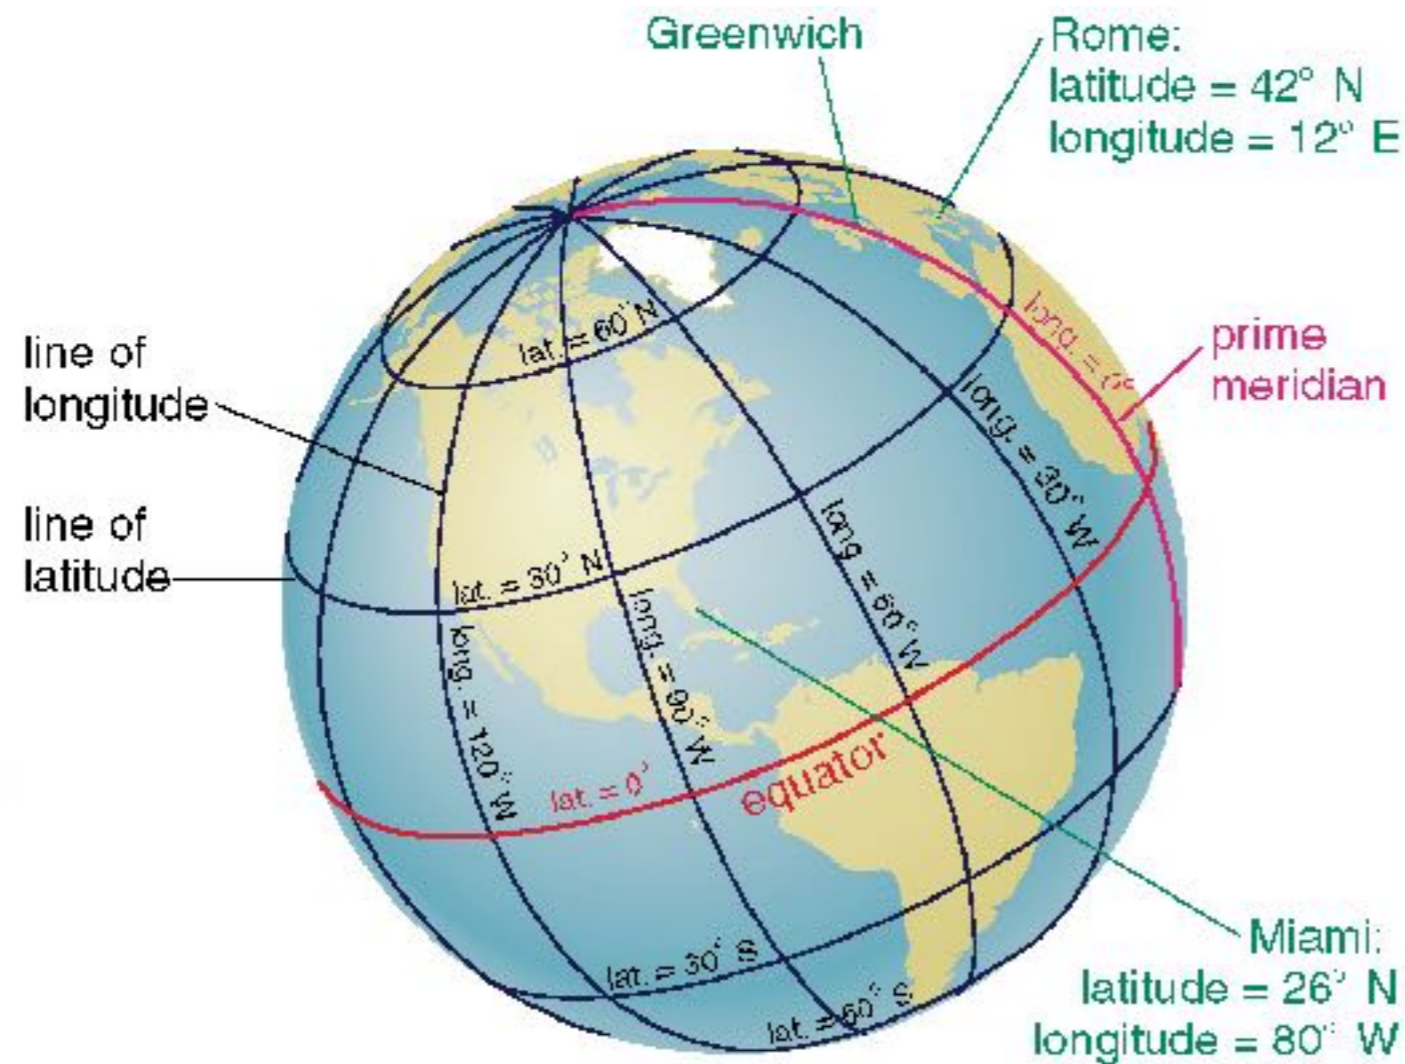 Greenwich
Rome:
latitude = 42° N
longitude = 12° E
lat. = 60° N
long. = 0°
prime
meridian
line of
longitude
long. = 30° W
line of
latitude
lat. = 30° N
long. = 60° W
long. = 90° W
long. = 120° W
equator
lat. = 0°
lat. = 30° S
lat. = 60° S
Miami:
latitude = 26° N
longitude = 80° W